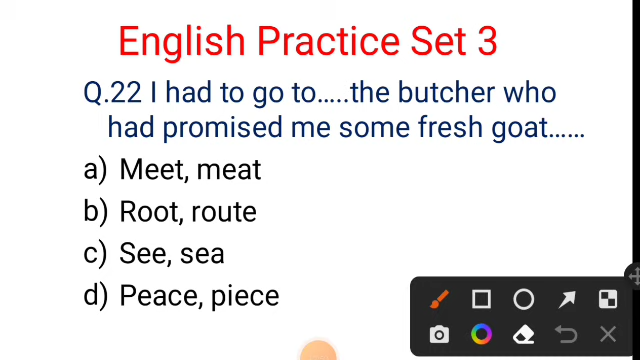 English Practice Set 3
Q.22 I had to go to.....the butcher who
had promised me some fresh goat......
a) Meet, meat
b) Root, route
c) See, sea
d) Peace, piece